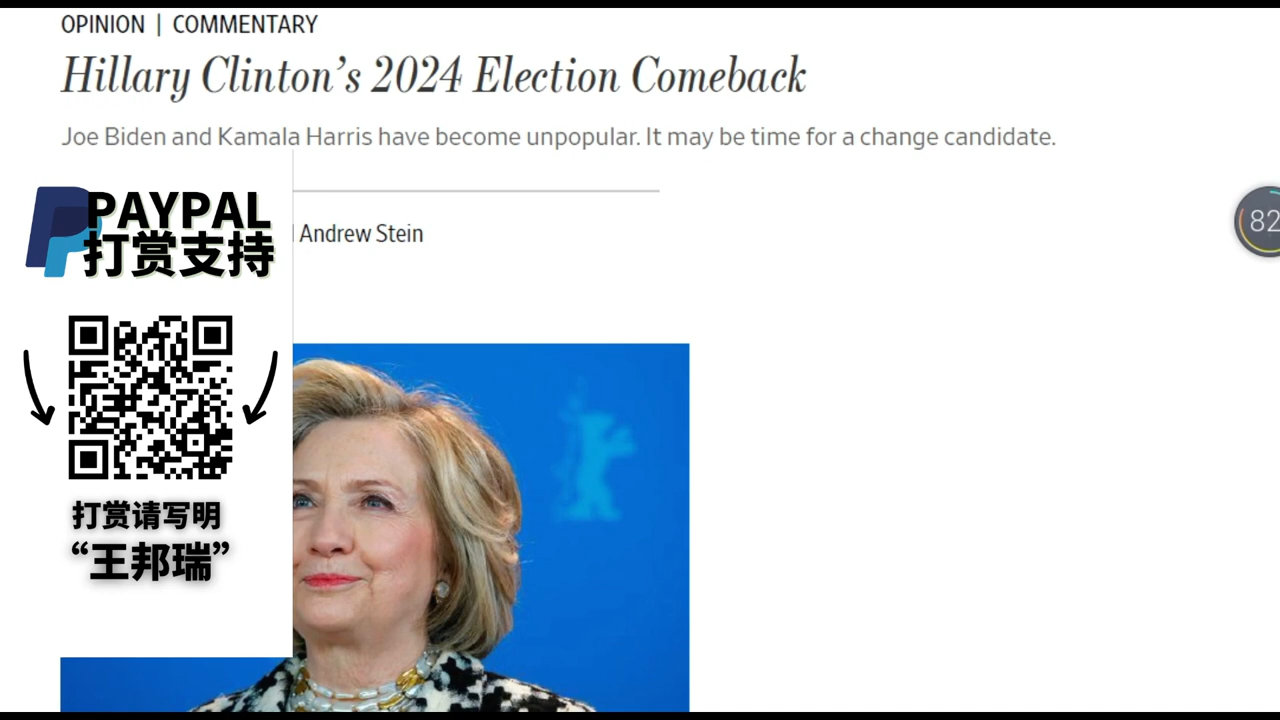 OPINION | COMMENTARY
Hillary Clinton’s 2024 Election Comeback
Joe Biden and Kamala Harris have become unpopular. It may be time for a change candidate.
PAYPAL
打赏支持
Andrew Stein
82
打赏请写明
“王邦瑞”